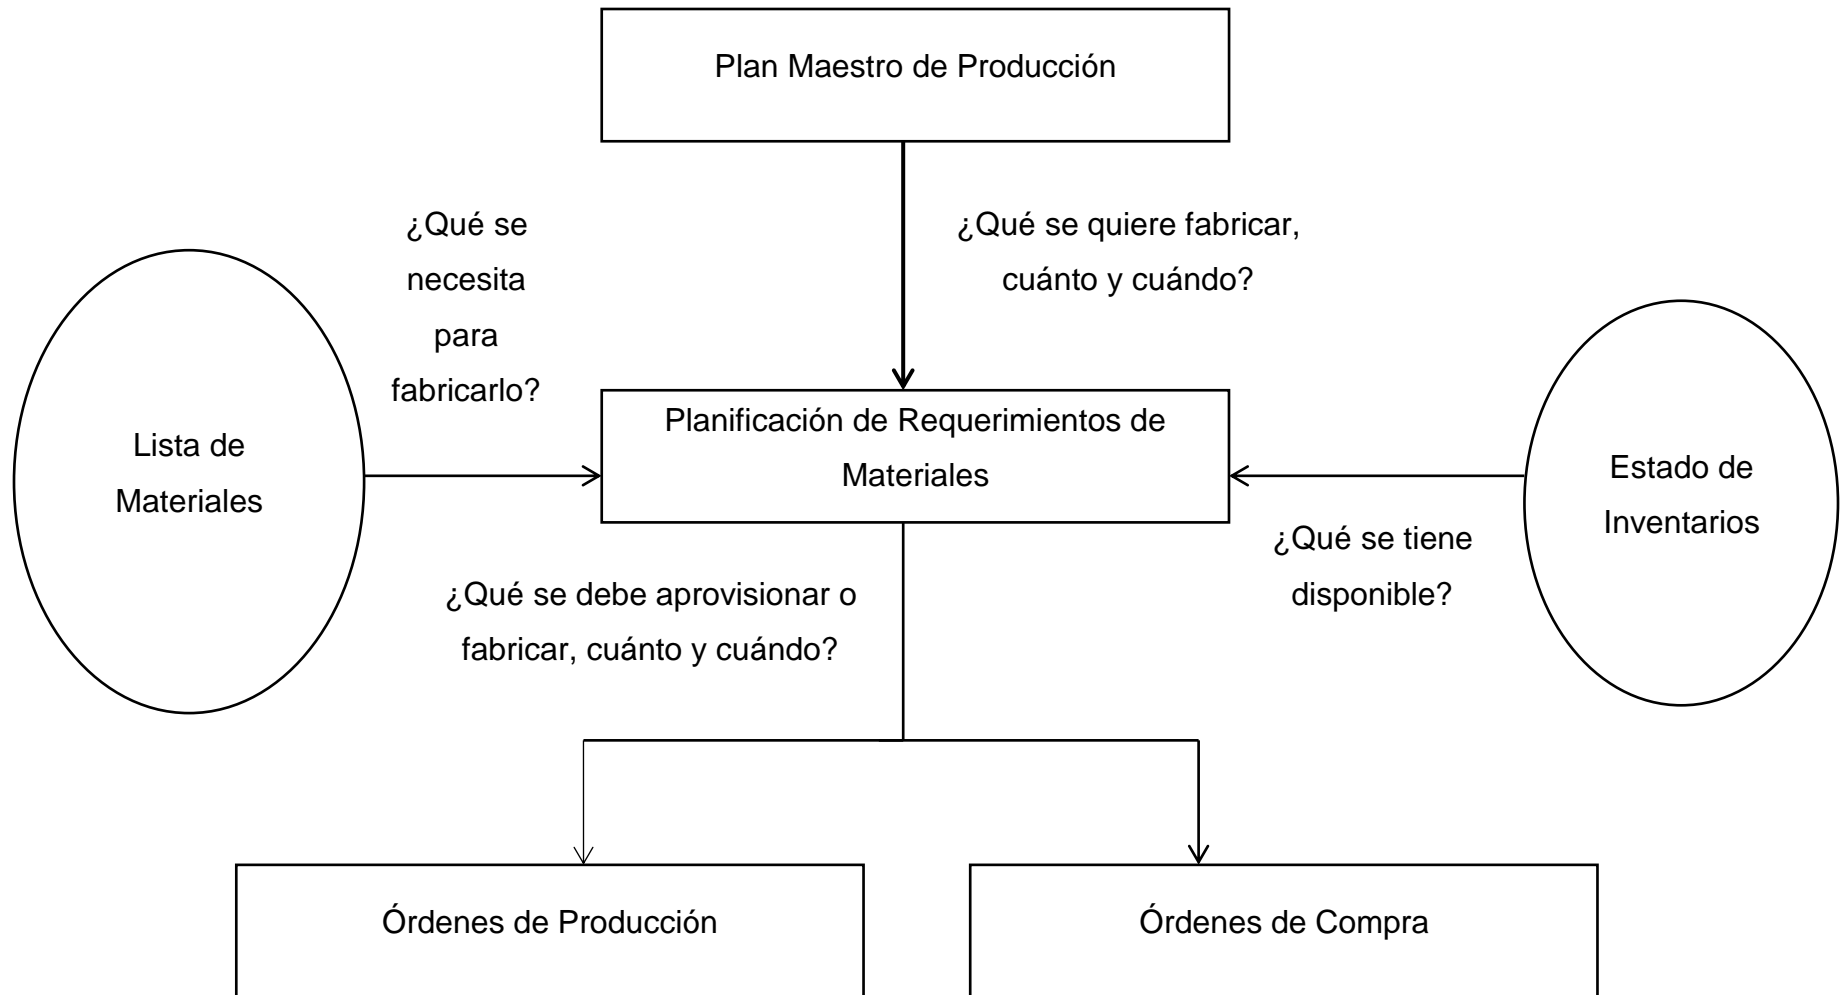 Plan Maestro de Producción
¿Qué se
necesita
para
fabricarlo?
¿Qué se quiere fabricar,
cuánto y cuándo?
Lista de
Materiales
Planificación de Requerimientos de
Materiales
Estado de
Inventarios
¿Qué se tiene
disponible?
¿Qué se debe aprovisionar o
fabricar, cuánto y cuándo?
Órdenes de Producción
Órdenes de Compra